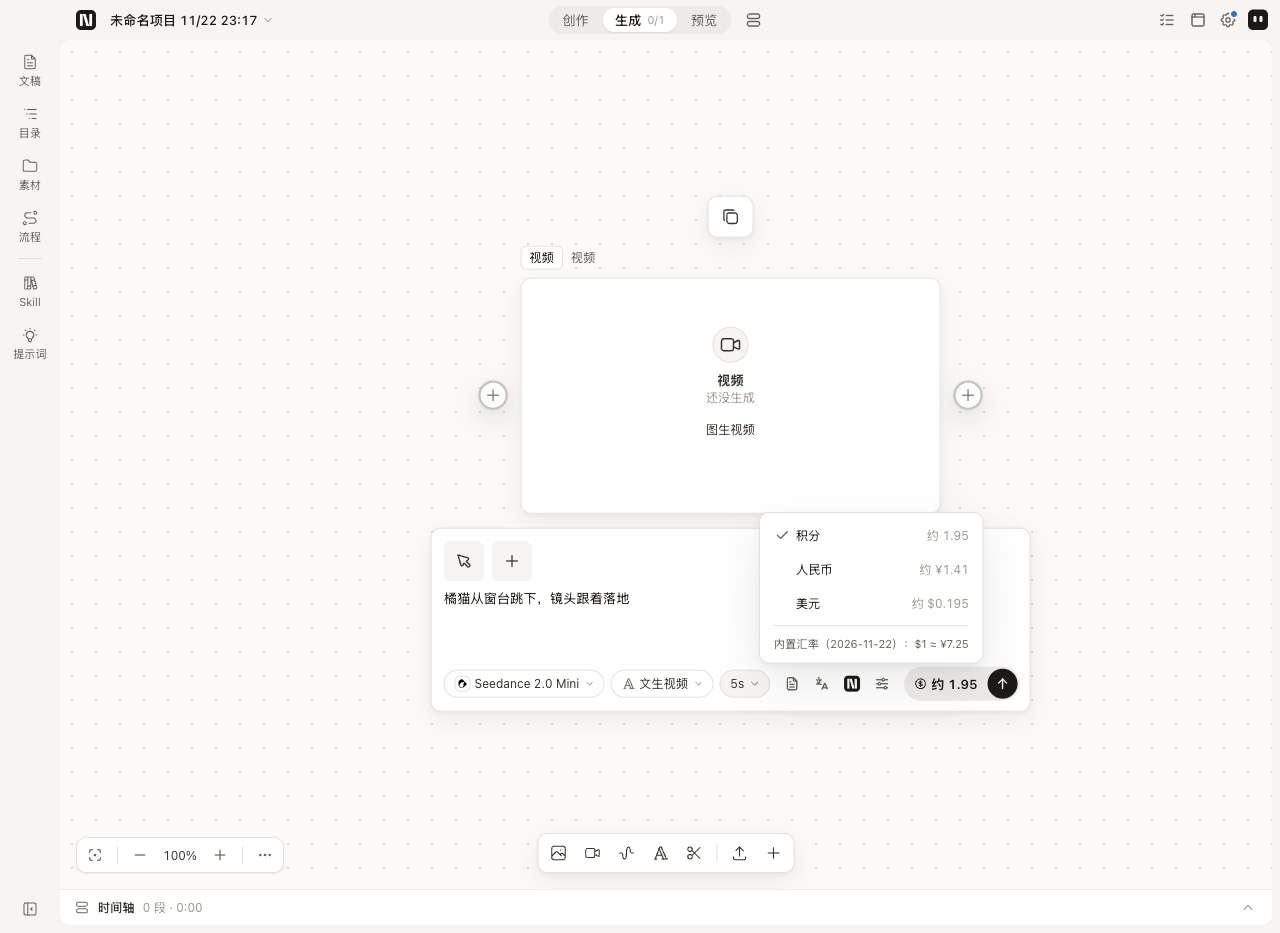 未命名项目 11/22 23:17
创作
生成 0/1
预览
文稿
目录
素材
流程
Skill
提示词
视频
视频
视频
还没生成
图生视频
积分 约 1.95
人民币 约 ¥1.41
美元 约 $0.195
内置汇率（2026-11-22）：$1 ≈ ¥7.25
橘猫从窗台跳下，镜头跟着落地
Seedance 2.0 Mini
文生视频
5s
约 1.95
100%
时间轴 0 段 · 0:00